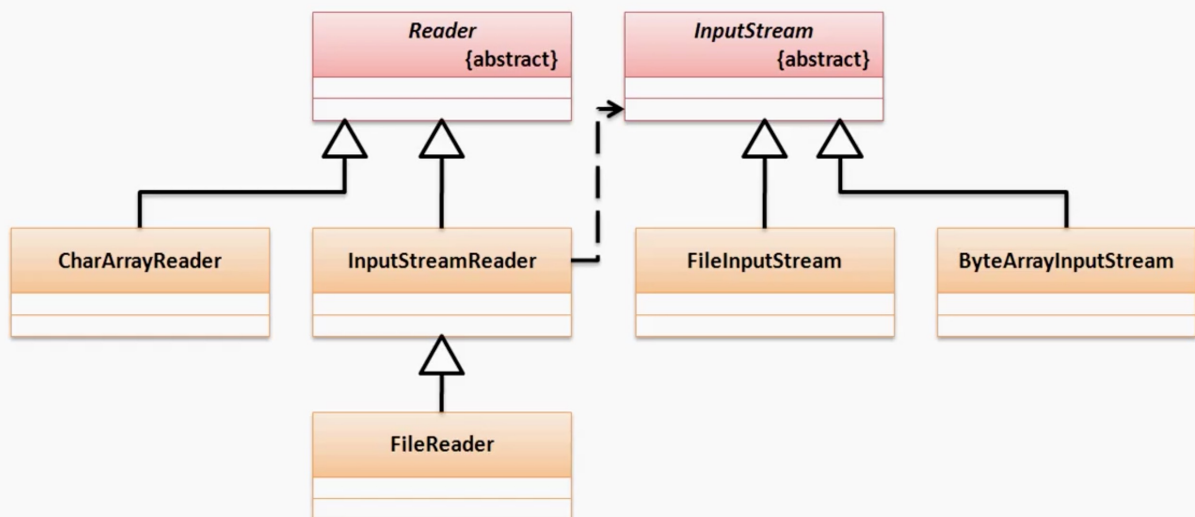 Reader
{abstract}
InputStream
{abstract}
CharArrayReader
InputStreamReader
FileInputStream
ByteArrayInputStream
FileReader